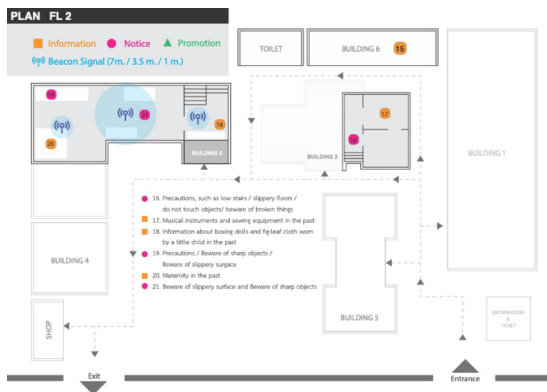 PLAN FL 2
Information Notice Promotion
Beacon Signal (7m. / 3.5 m. / 1 m.)
TOILET
BUILDING 6
15
BUILDING 1
19
21
18
20
BUILDING 3
17
16
BUILDING 2
16. Precautions, such as low stairs / slippery floors /
do not touch objects/ beware of broken things
17. Musical instruments and sewing equipment in the past
18. Information about boxing dolls and fig-leaf cloth worn
by a little child in the past
19. Precautions / Beware of sharp objects /
Beware of slippery surgace
20. Maternity in the past
21. Beware of slippery surface and Beware of sharp objects
BUILDING 4
SHOP
BUILDING 5
INFORMATION
&
TICKET
Exit
Entrance